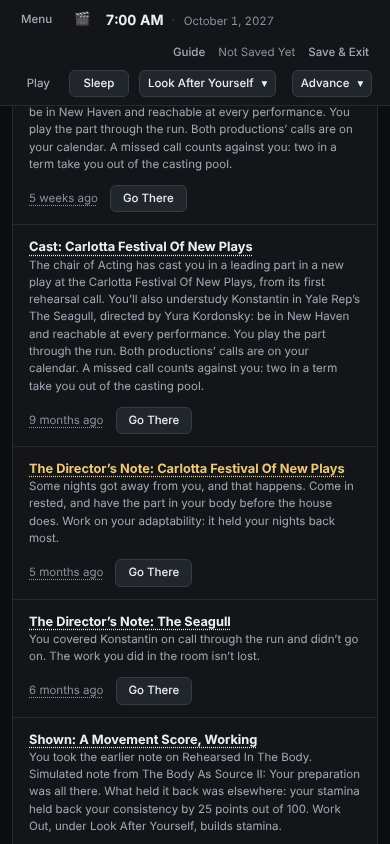 Menu 🎬 7:00 AM · October 1, 2027
Guide Not Saved Yet Save & Exit
Play Sleep Look After Yourself ▾ Advance ▾
be in New Haven and reachable at every performance. You
play the part through the run. Both productions’ calls are on
your calendar. A missed call counts against you: two in a
term take you out of the casting pool.
5 weeks ago Go There
Cast: Carlotta Festival Of New Plays
The chair of Acting has cast you in a leading part in a new
play at the Carlotta Festival Of New Plays, from its first
rehearsal call. You’ll also understudy Konstantin in Yale Rep’s
The Seagull, directed by Yura Kordonsky: be in New Haven
and reachable at every performance. You play the part
through the run. Both productions’ calls are on your
calendar. A missed call counts against you: two in a term
take you out of the casting pool.
9 months ago Go There
The Director’s Note: Carlotta Festival Of New Plays
Some nights got away from you, and that happens. Come in
rested, and have the part in your body before the house
does. Work on your adaptability: it held your nights back
most.
5 months ago Go There
The Director’s Note: The Seagull
You covered Konstantin on call through the run and didn’t go
on. The work you did in the room isn’t lost.
6 months ago Go There
Shown: A Movement Score, Working
You took the earlier note on Rehearsed In The Body.
Simulated note from The Body As Source II: Your preparation
was all there. What held it back was elsewhere: your stamina
held back your consistency by 25 points out of 100. Work
Out, under Look After Yourself, builds stamina.